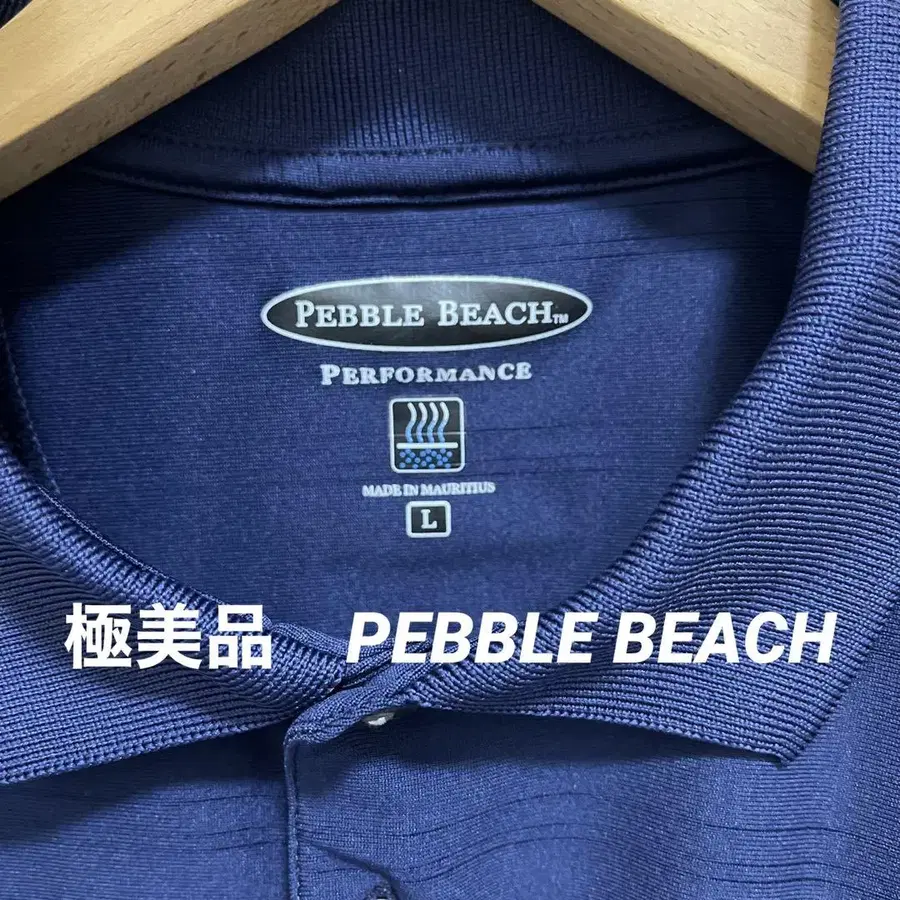 PEBBLE BEACH™
PERFORMANCE
MADE IN MAURITIUS
L
極美品　PEBBLE BEACH